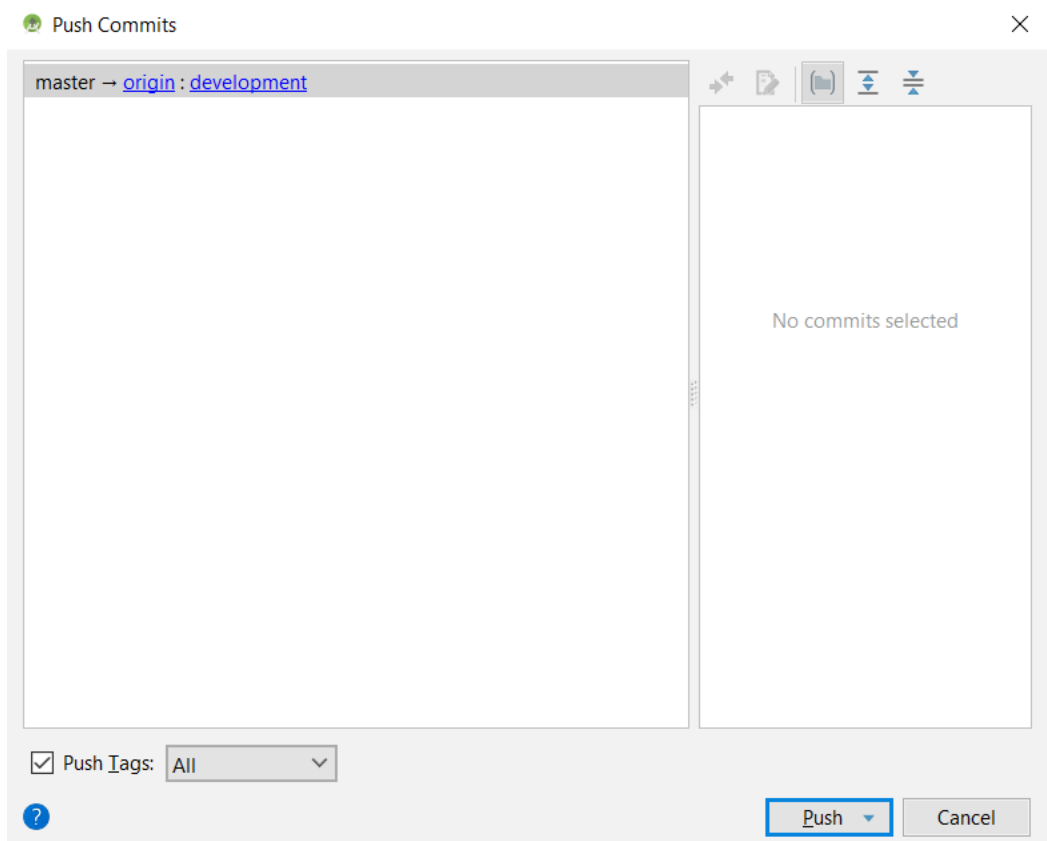 Push Commits
master → origin : development
No commits selected
Push Tags: All
?
Push
Cancel